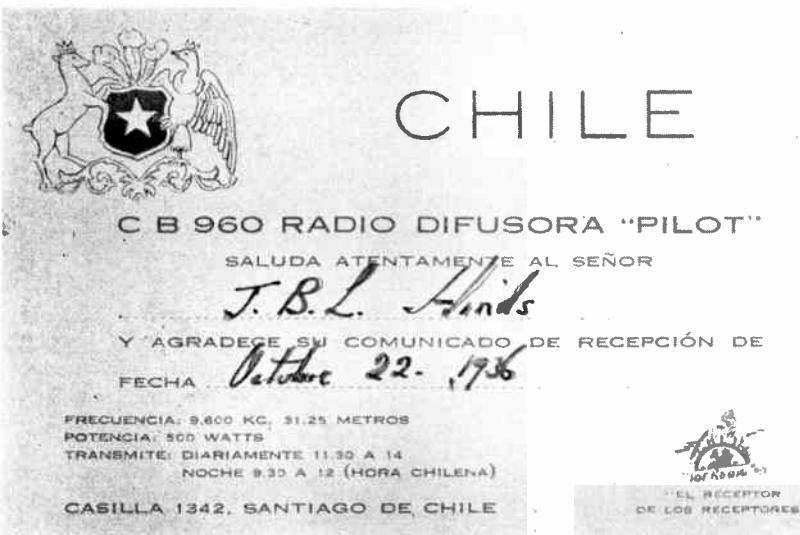 CHILE
C B 960 RADIO DIFUSORA "PILOT"
SALUDA ATENTAMENTE AL SEÑOR
J. B. L. Hinds
Y AGRADECE SU COMUNICADO DE RECEPCIÓN DE
FECHA Octubre 22 - 1936
FRECUENCIA: 9.600 KC, 31.25 METROS
POTENCIA: 500 WATTS
TRANSMITE: DIARIAMENTE 11.30 A 14
NOCHE 9.30 A 12 (HORA CHILENA)
CASILLA 1342, SANTIAGO DE CHILE
"EL RECEPTOR
DE LOS RECEPTORES